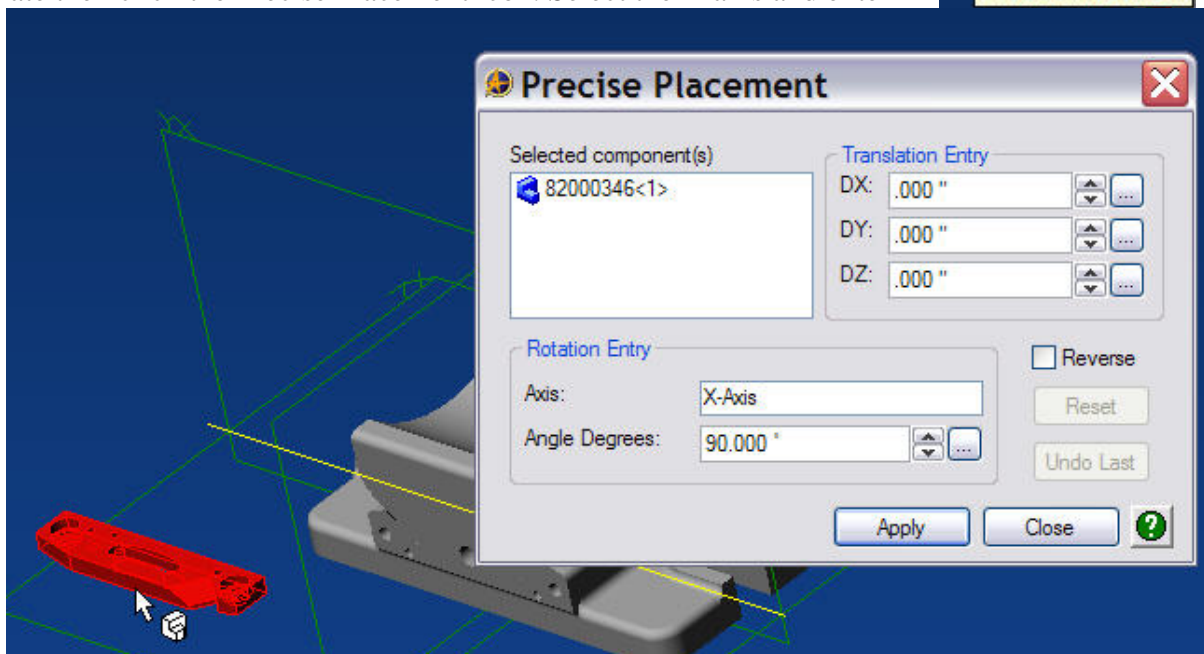 Precise Placement
Selected component(s)
82000346<1>
Translation Entry
DX: .000 "
DY: .000 "
DZ: .000 "
Rotation Entry
Axis: X-Axis
Angle Degrees: 90.000 °
Reverse
Reset
Undo Last
Apply
Close
?